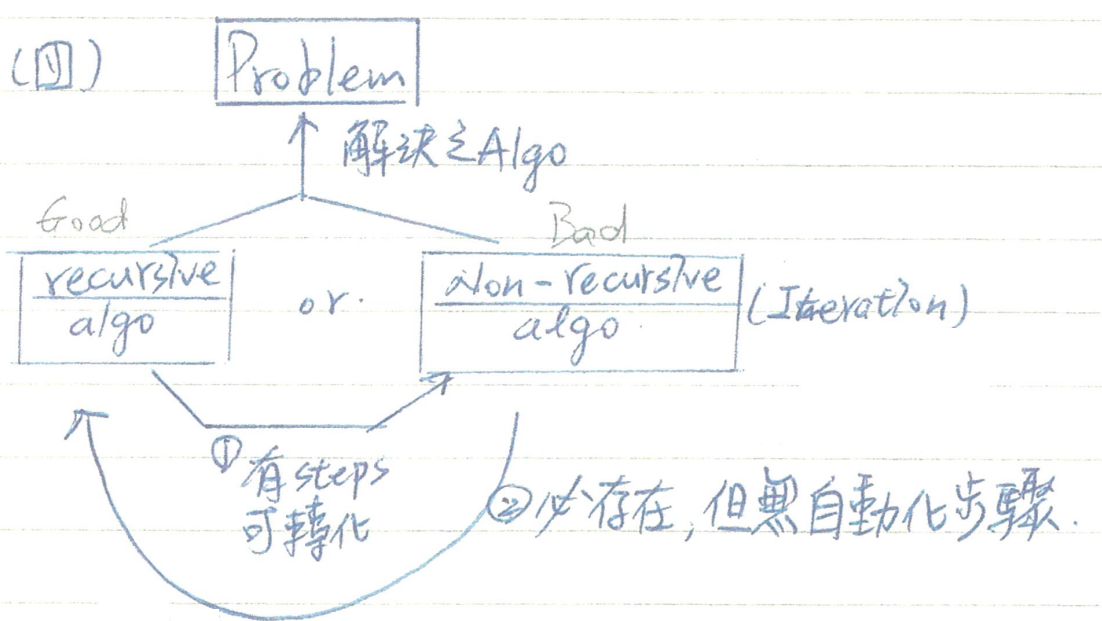 (四)
Problem
解決之Algo
Good
Bad
recursive
algo
or.
Non-recursive
algo
(Iteration)
①有steps
可轉化
②必存在,但無自動化步驟.